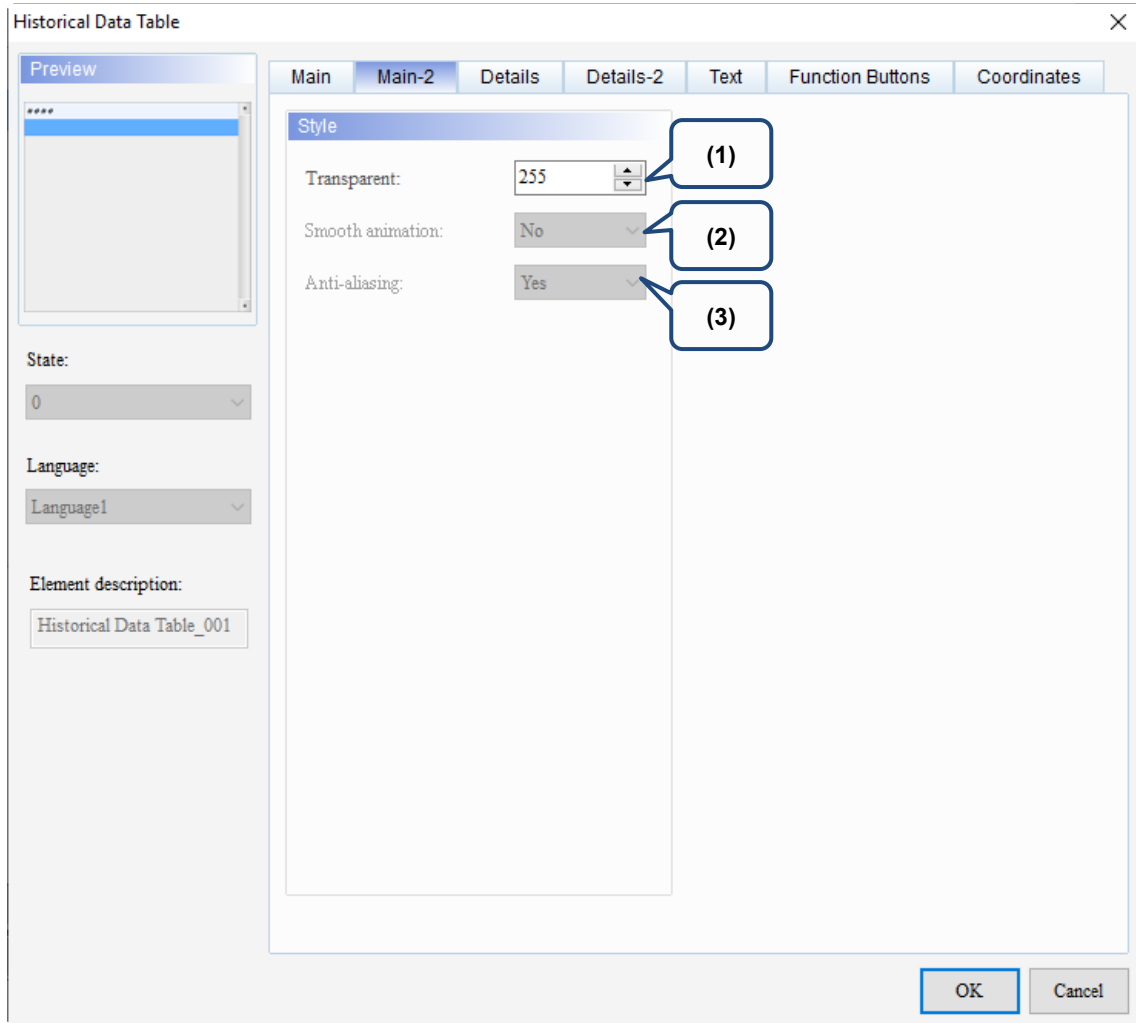 Historical Data Table
Preview
Main Main-2 Details Details-2 Text Function Buttons Coordinates
####
Style
Transparent: 255 (1)
Smooth animation: No (2)
Anti-aliasing: Yes (3)
State:
0
Language:
Language1
Element description:
Historical Data Table_001
OK Cancel